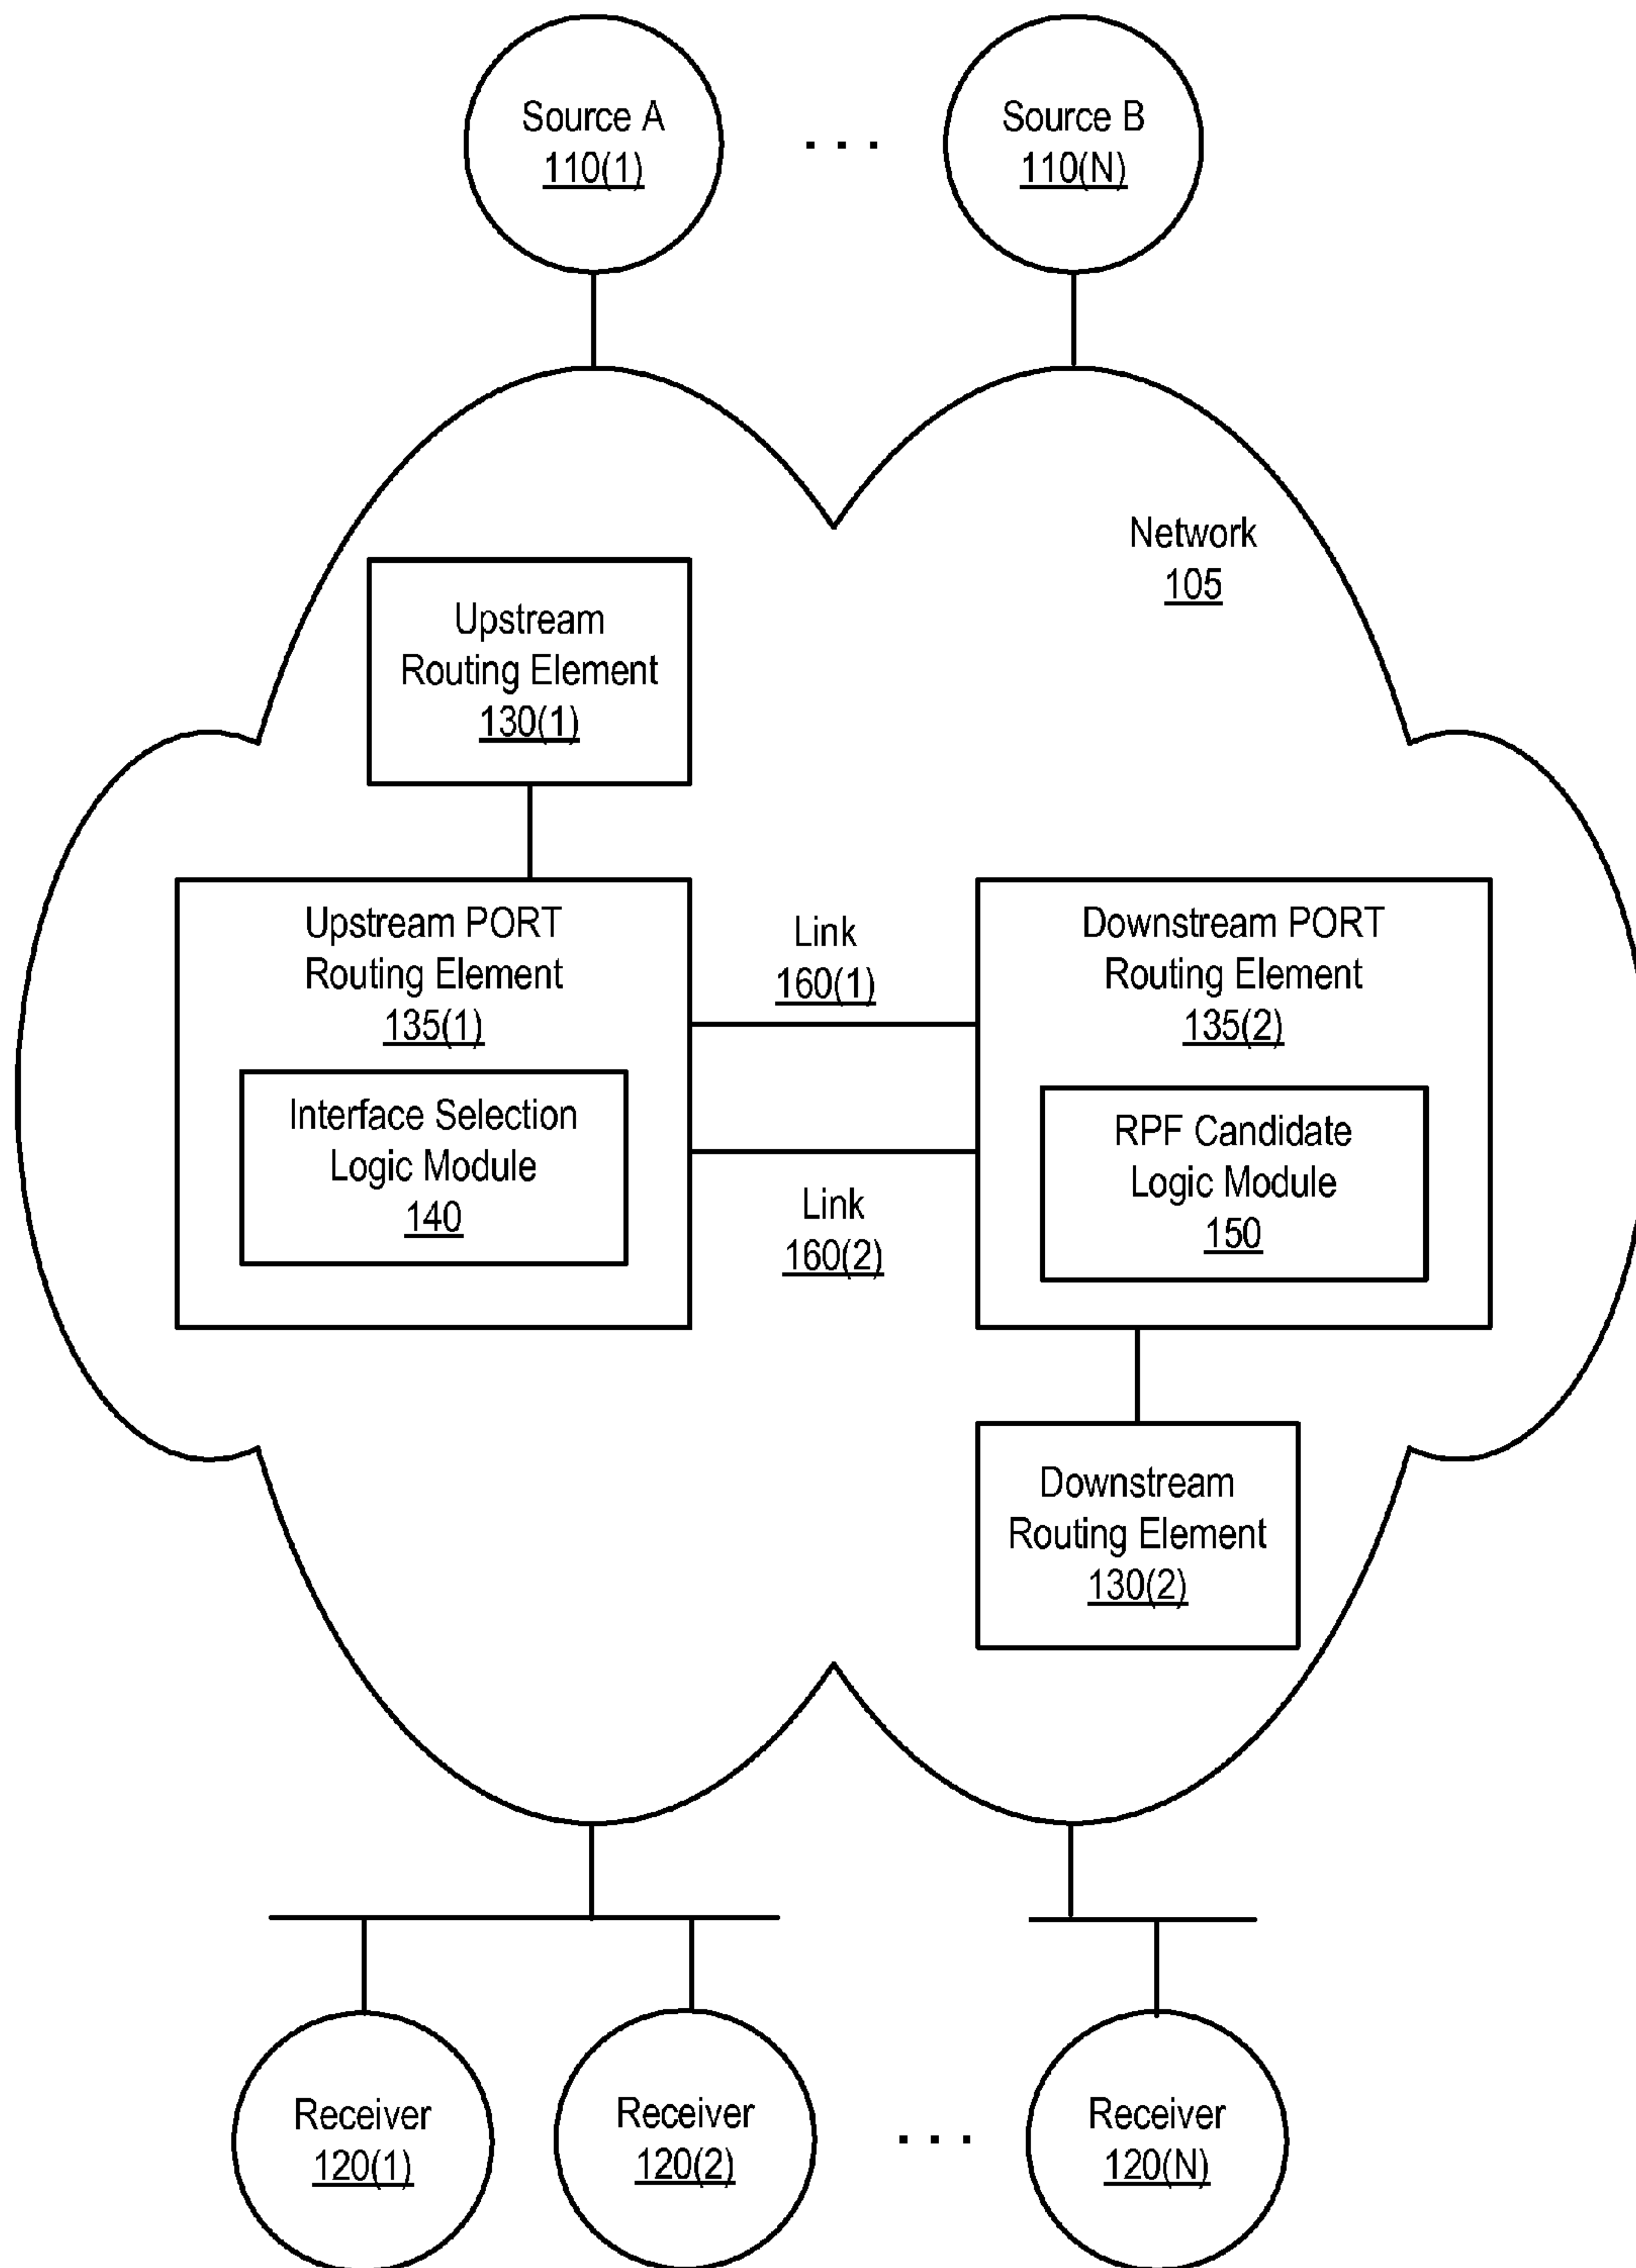 Source A
110(1)
. . .
Source B
110(N)
Network
105
Upstream
Routing Element
130(1)
Upstream PORT
Routing Element
135(1)
Interface Selection
Logic Module
140
Link
160(1)
Link
160(2)
Downstream PORT
Routing Element
135(2)
RPF Candidate
Logic Module
150
Downstream
Routing Element
130(2)
Receiver
120(1)
Receiver
120(2)
. . .
Receiver
120(N)